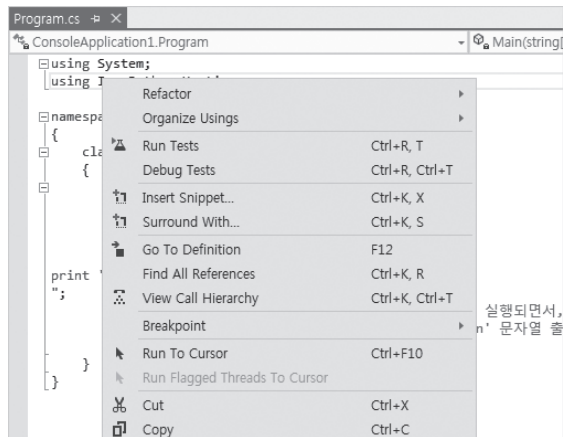 Program.cs
ConsoleApplication1.Program Main(string[
using System;
using
namespa
{
cla
{
print '
";
실행되면서,
n' 문자열 출
}
}
Refactor
Organize Usings
Run Tests Ctrl+R, T
Debug Tests Ctrl+R, Ctrl+T
Insert Snippet... Ctrl+K, X
Surround With... Ctrl+K, S
Go To Definition F12
Find All References Ctrl+K, R
View Call Hierarchy Ctrl+K, Ctrl+T
Breakpoint
Run To Cursor Ctrl+F10
Run Flagged Threads To Cursor
Cut Ctrl+X
Copy Ctrl+C